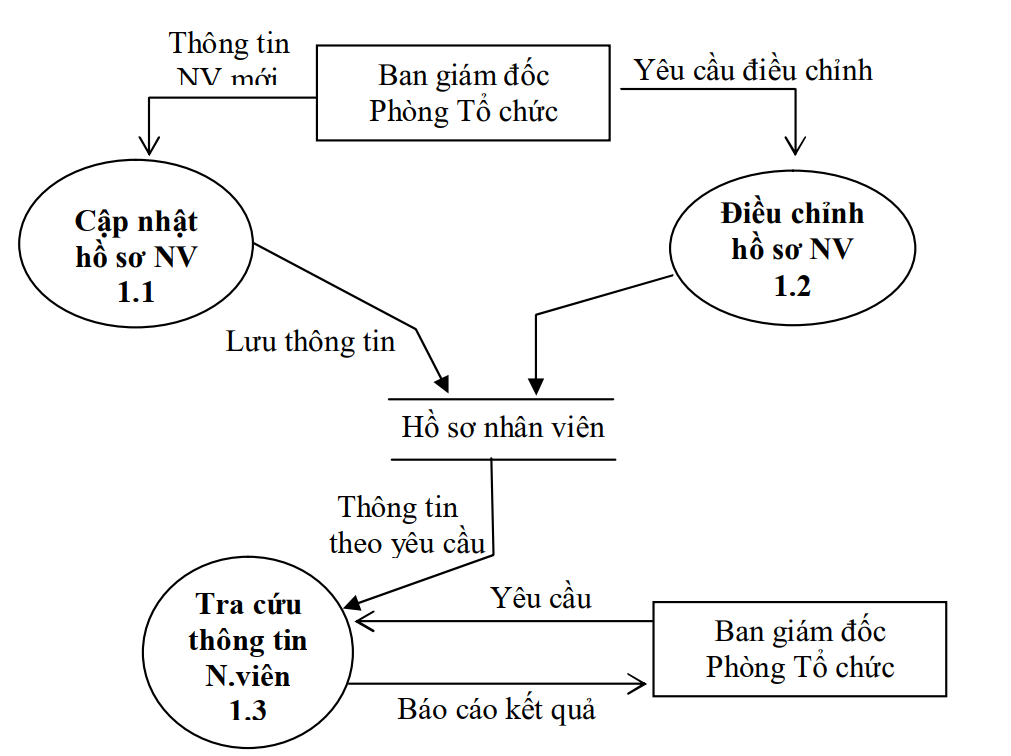 Thông tin
NV mới
Ban giám đốc
Phòng Tổ chức
Yêu cầu điều chỉnh
Cập nhật
hồ sơ NV
1.1
Điều chỉnh
hồ sơ NV
1.2
Lưu thông tin
Hồ sơ nhân viên
Thông tin
theo yêu cầu
Tra cứu
thông tin
N.viên
1.3
Yêu cầu
Ban giám đốc
Phòng Tổ chức
Báo cáo kết quả